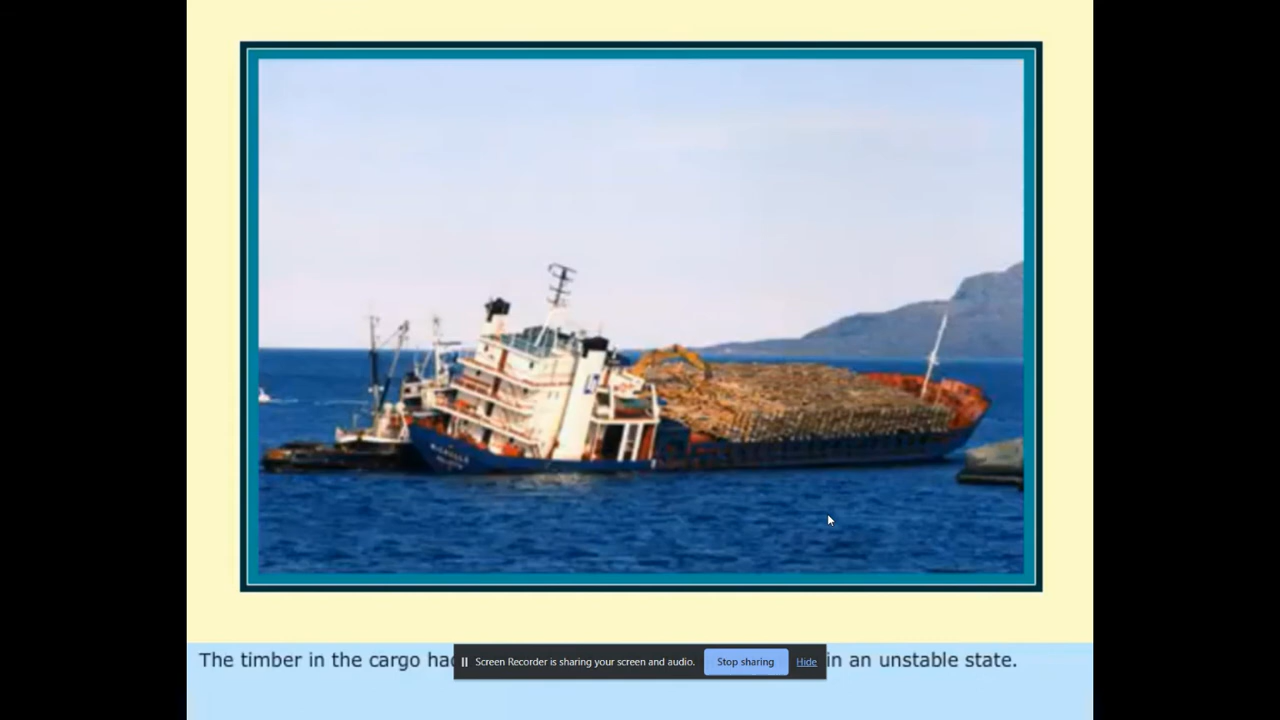 The timber in the cargo ha
Screen Recorder is sharing your screen and audio.
Stop sharing
Hide
in an unstable state.